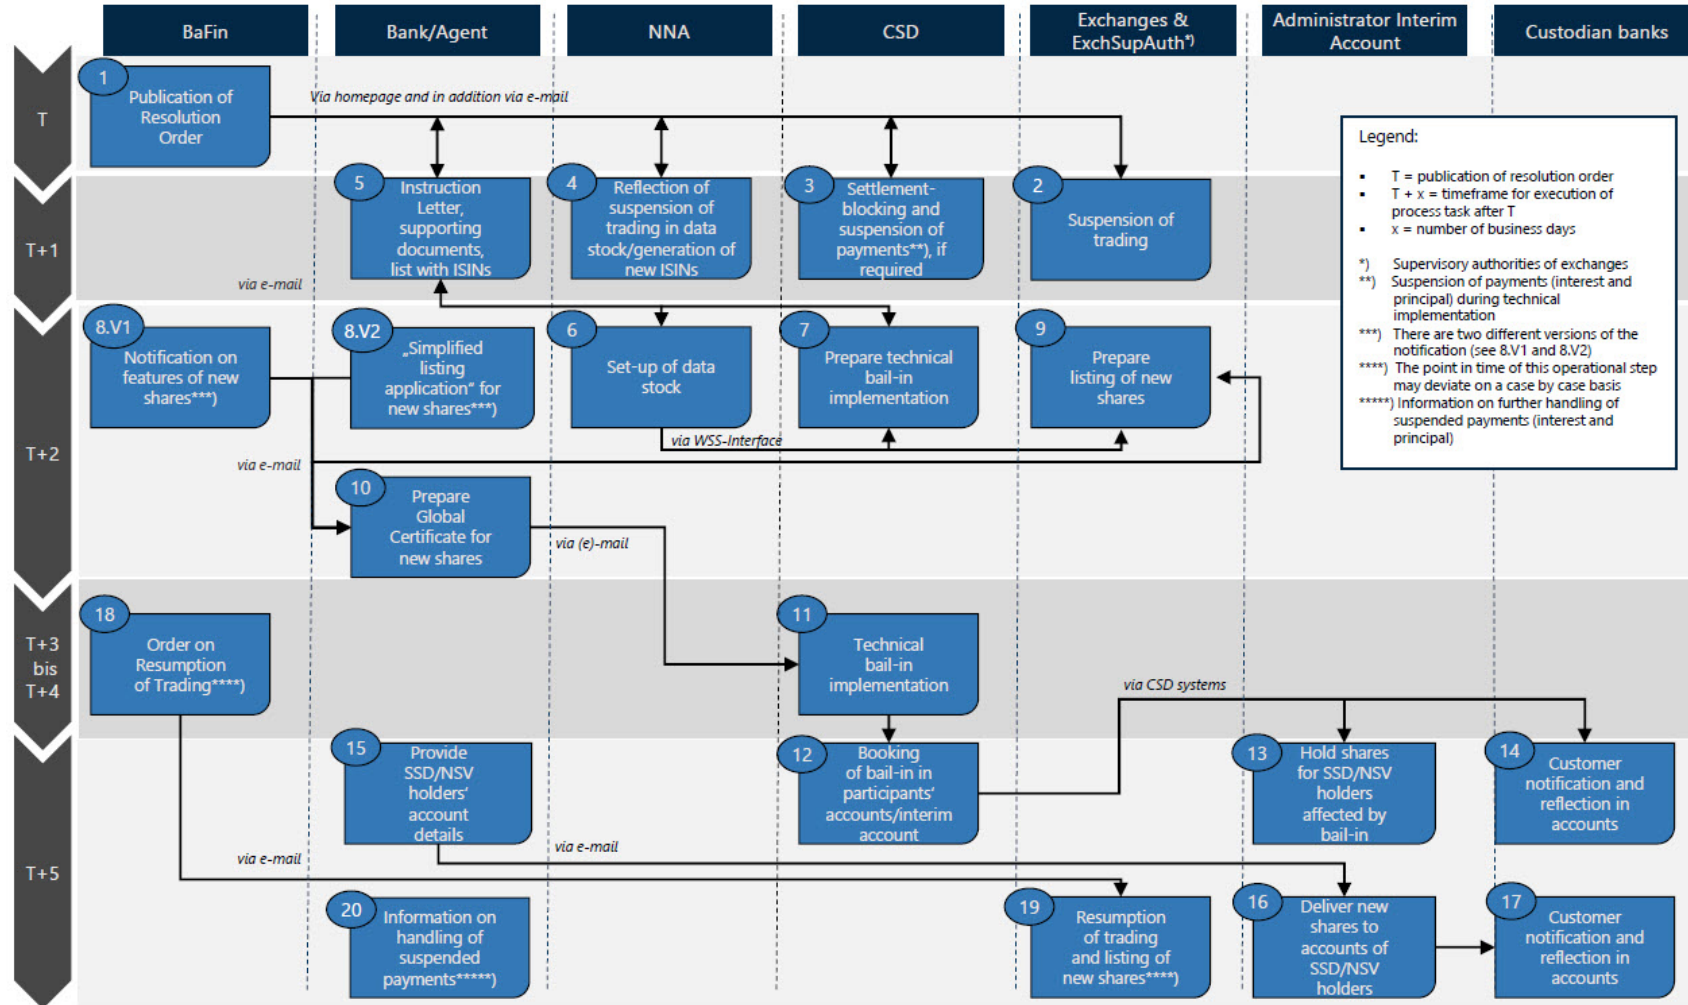 BaFin
Bank/Agent
NNA
CSD
Exchanges &
ExchSupAuth*)
Administrator Interim
Account
Custodian banks
T
1
Publication of
Resolution
Order
Via homepage and in addition via e-mail
Legend:
▪ T = publication of resolution order
▪ T + x = timeframe for execution of
process task after T
▪ x = number of business days
*) Supervisory authorities of exchanges
**) Suspension of payments (interest and
principal) during technical
implementation
***) There are two different versions of the
notification (see 8.V1 and 8.V2)
****) The point in time of this operational step
may deviate on a case by case basis
*****) Information on further handling of
suspended payments (interest and
principal)
T+1
5
Instruction
Letter,
supporting
documents,
list with ISINs
4
Reflection of
suspension of
trading in data
stock/generation of
new ISINs
3
Settlement-
blocking and
suspension of
payments**), if
required
2
Suspension of
trading
via e-mail
T+2
8.V1
Notification on
features of new
shares***)
8.V2
„Simplified
listing
application“ for
new shares***)
6
Set-up of data
stock
7
Prepare technical
bail-in
implementation
9
Prepare
listing of new
shares
via WSS-Interface
via e-mail
10
Prepare
Global
Certificate for
new shares
via (e)-mail
T+3
bis
T+4
18
Order on
Resumption
of Trading****)
11
Technical
bail-in
implementation
via CSD systems
T+5
15
Provide
SSD/NSV
holders‘
account
details
12
Booking
of bail-in in
participants‘
accounts/interim
account
13
Hold shares
for SSD/NSV
holders
affected by
bail-in
14
Customer
notification and
reflection in
accounts
via e-mail
via e-mail
20
Information on
handling of
suspended
payments*****)
19
Resumption
of trading
and listing of
new shares****)
16
Deliver new
shares to
accounts of
SSD/NSV
holders
17
Customer
notification and
reflection in
accounts